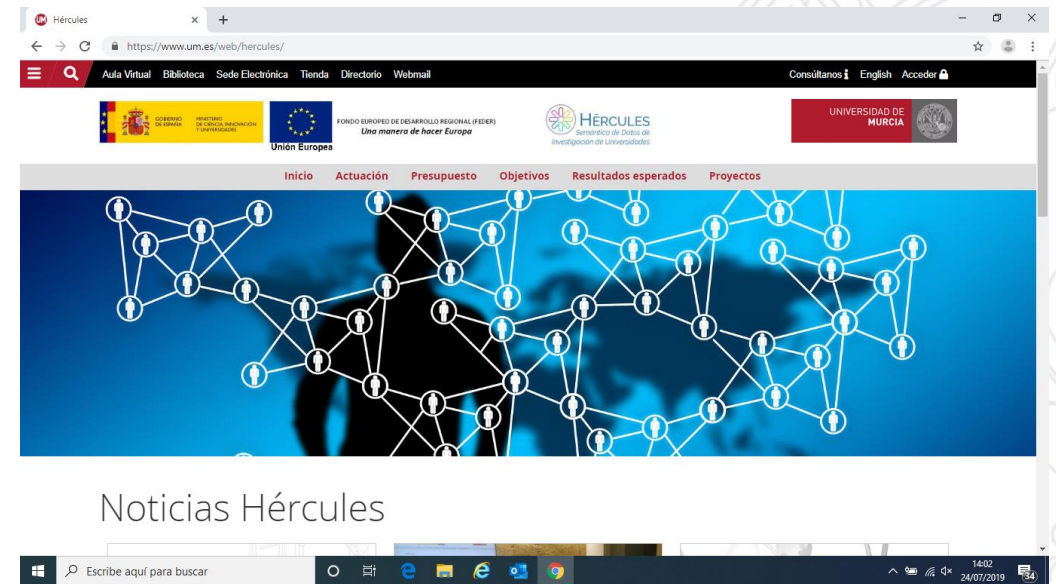 UM Hércules
https://www.um.es/web/hercules/
Aula Virtual Biblioteca Sede Electrónica Tienda Directorio Webmail Consúltanos English Acceder
GOBIERNO DE ESPAÑA
MINISTERIO DE CIENCIA, INNOVACIÓN Y UNIVERSIDADES
Unión Europea
FONDO EUROPEO DE DESARROLLO REGIONAL (FEDER)
Una manera de hacer Europa
HÉRCULES
Semántica de Datos de
Investigación de Universidades
UNIVERSIDAD DE
MURCIA
Inicio Actuación Presupuesto Objetivos Resultados esperados Proyectos
Noticias Hércules
Escribe aquí para buscar
14:02
24/07/2019
34